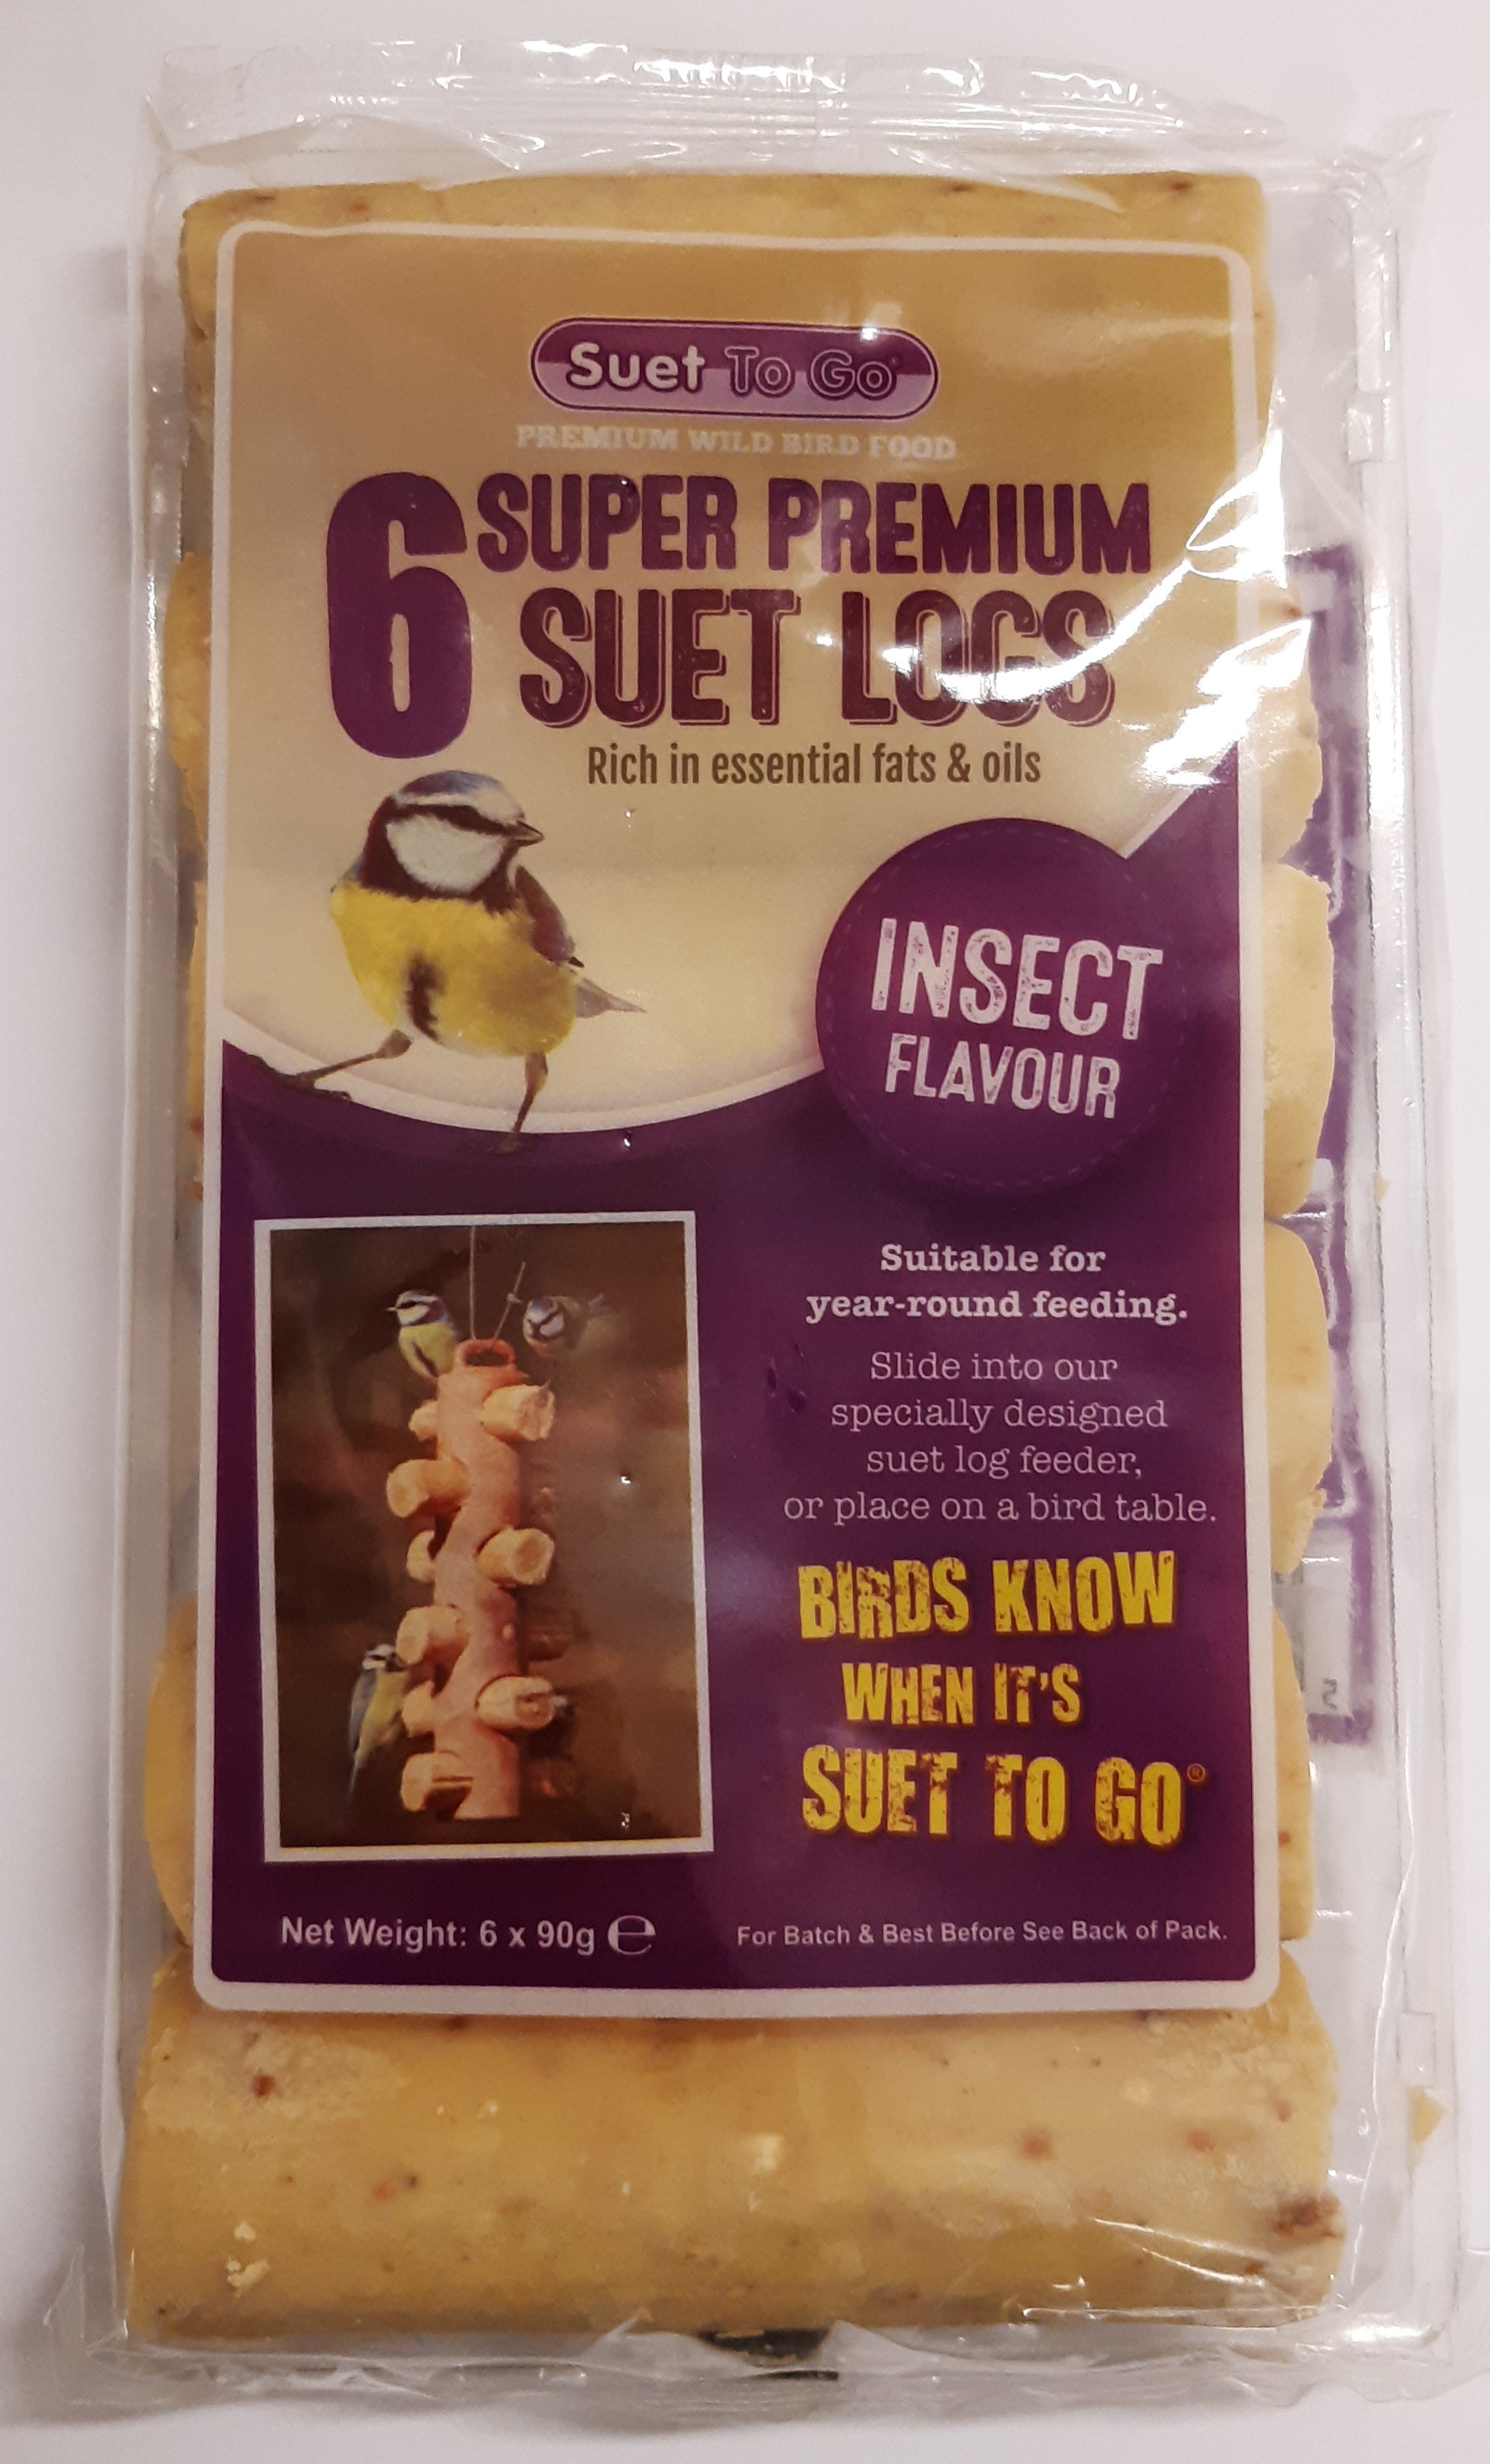 Suet To Go
PREMIUM WILD BIRD FOOD
6 SUPER PREMIUM
SUET LOGS
Rich in essential fats & oils
INSECT
FLAVOUR
Suitable for
year-round feeding.
Slide into our
specially designed
suet log feeder,
or place on a bird table.
BIRDS KNOW
WHEN IT'S
SUET TO GO®
Net Weight: 6 x 90g ℮
For Batch & Best Before See Back of Pack.